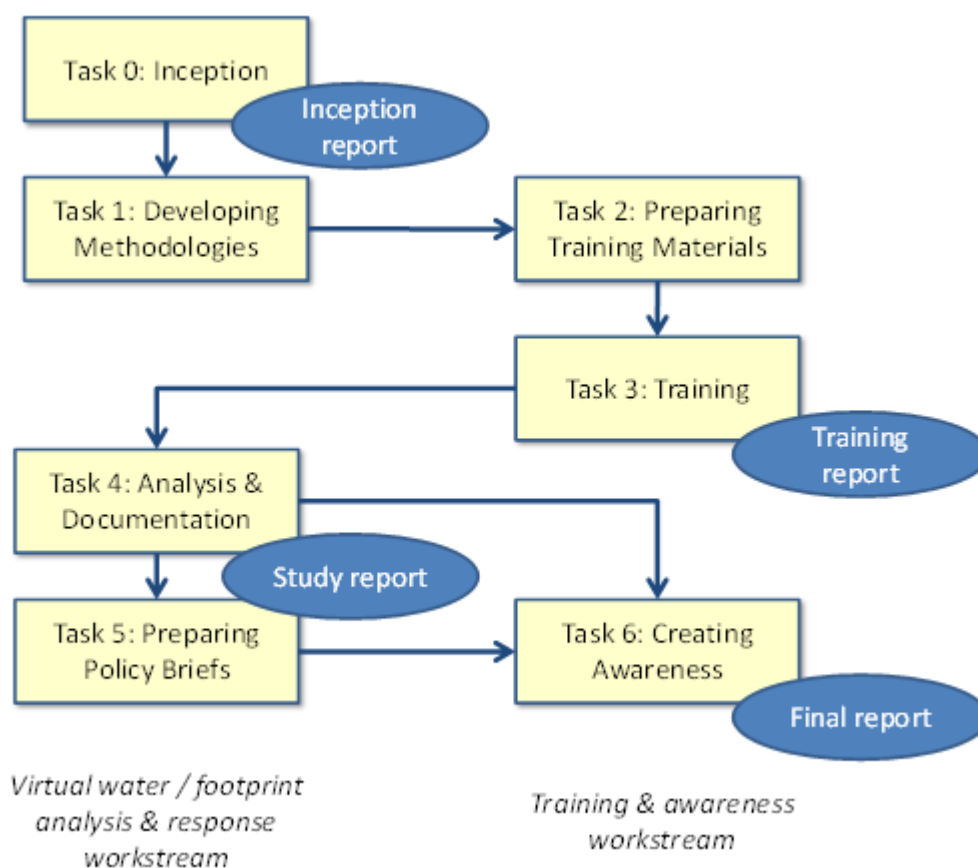 Task 0: Inception
Inception
report
Task 1: Developing
Methodologies
Task 2: Preparing
Training Materials
Task 3: Training
Training
report
Task 4: Analysis &
Documentation
Study report
Task 5: Preparing
Policy Briefs
Task 6: Creating
Awareness
Final report
Virtual water / footprint
analysis & response
workstream
Training & awareness
workstream